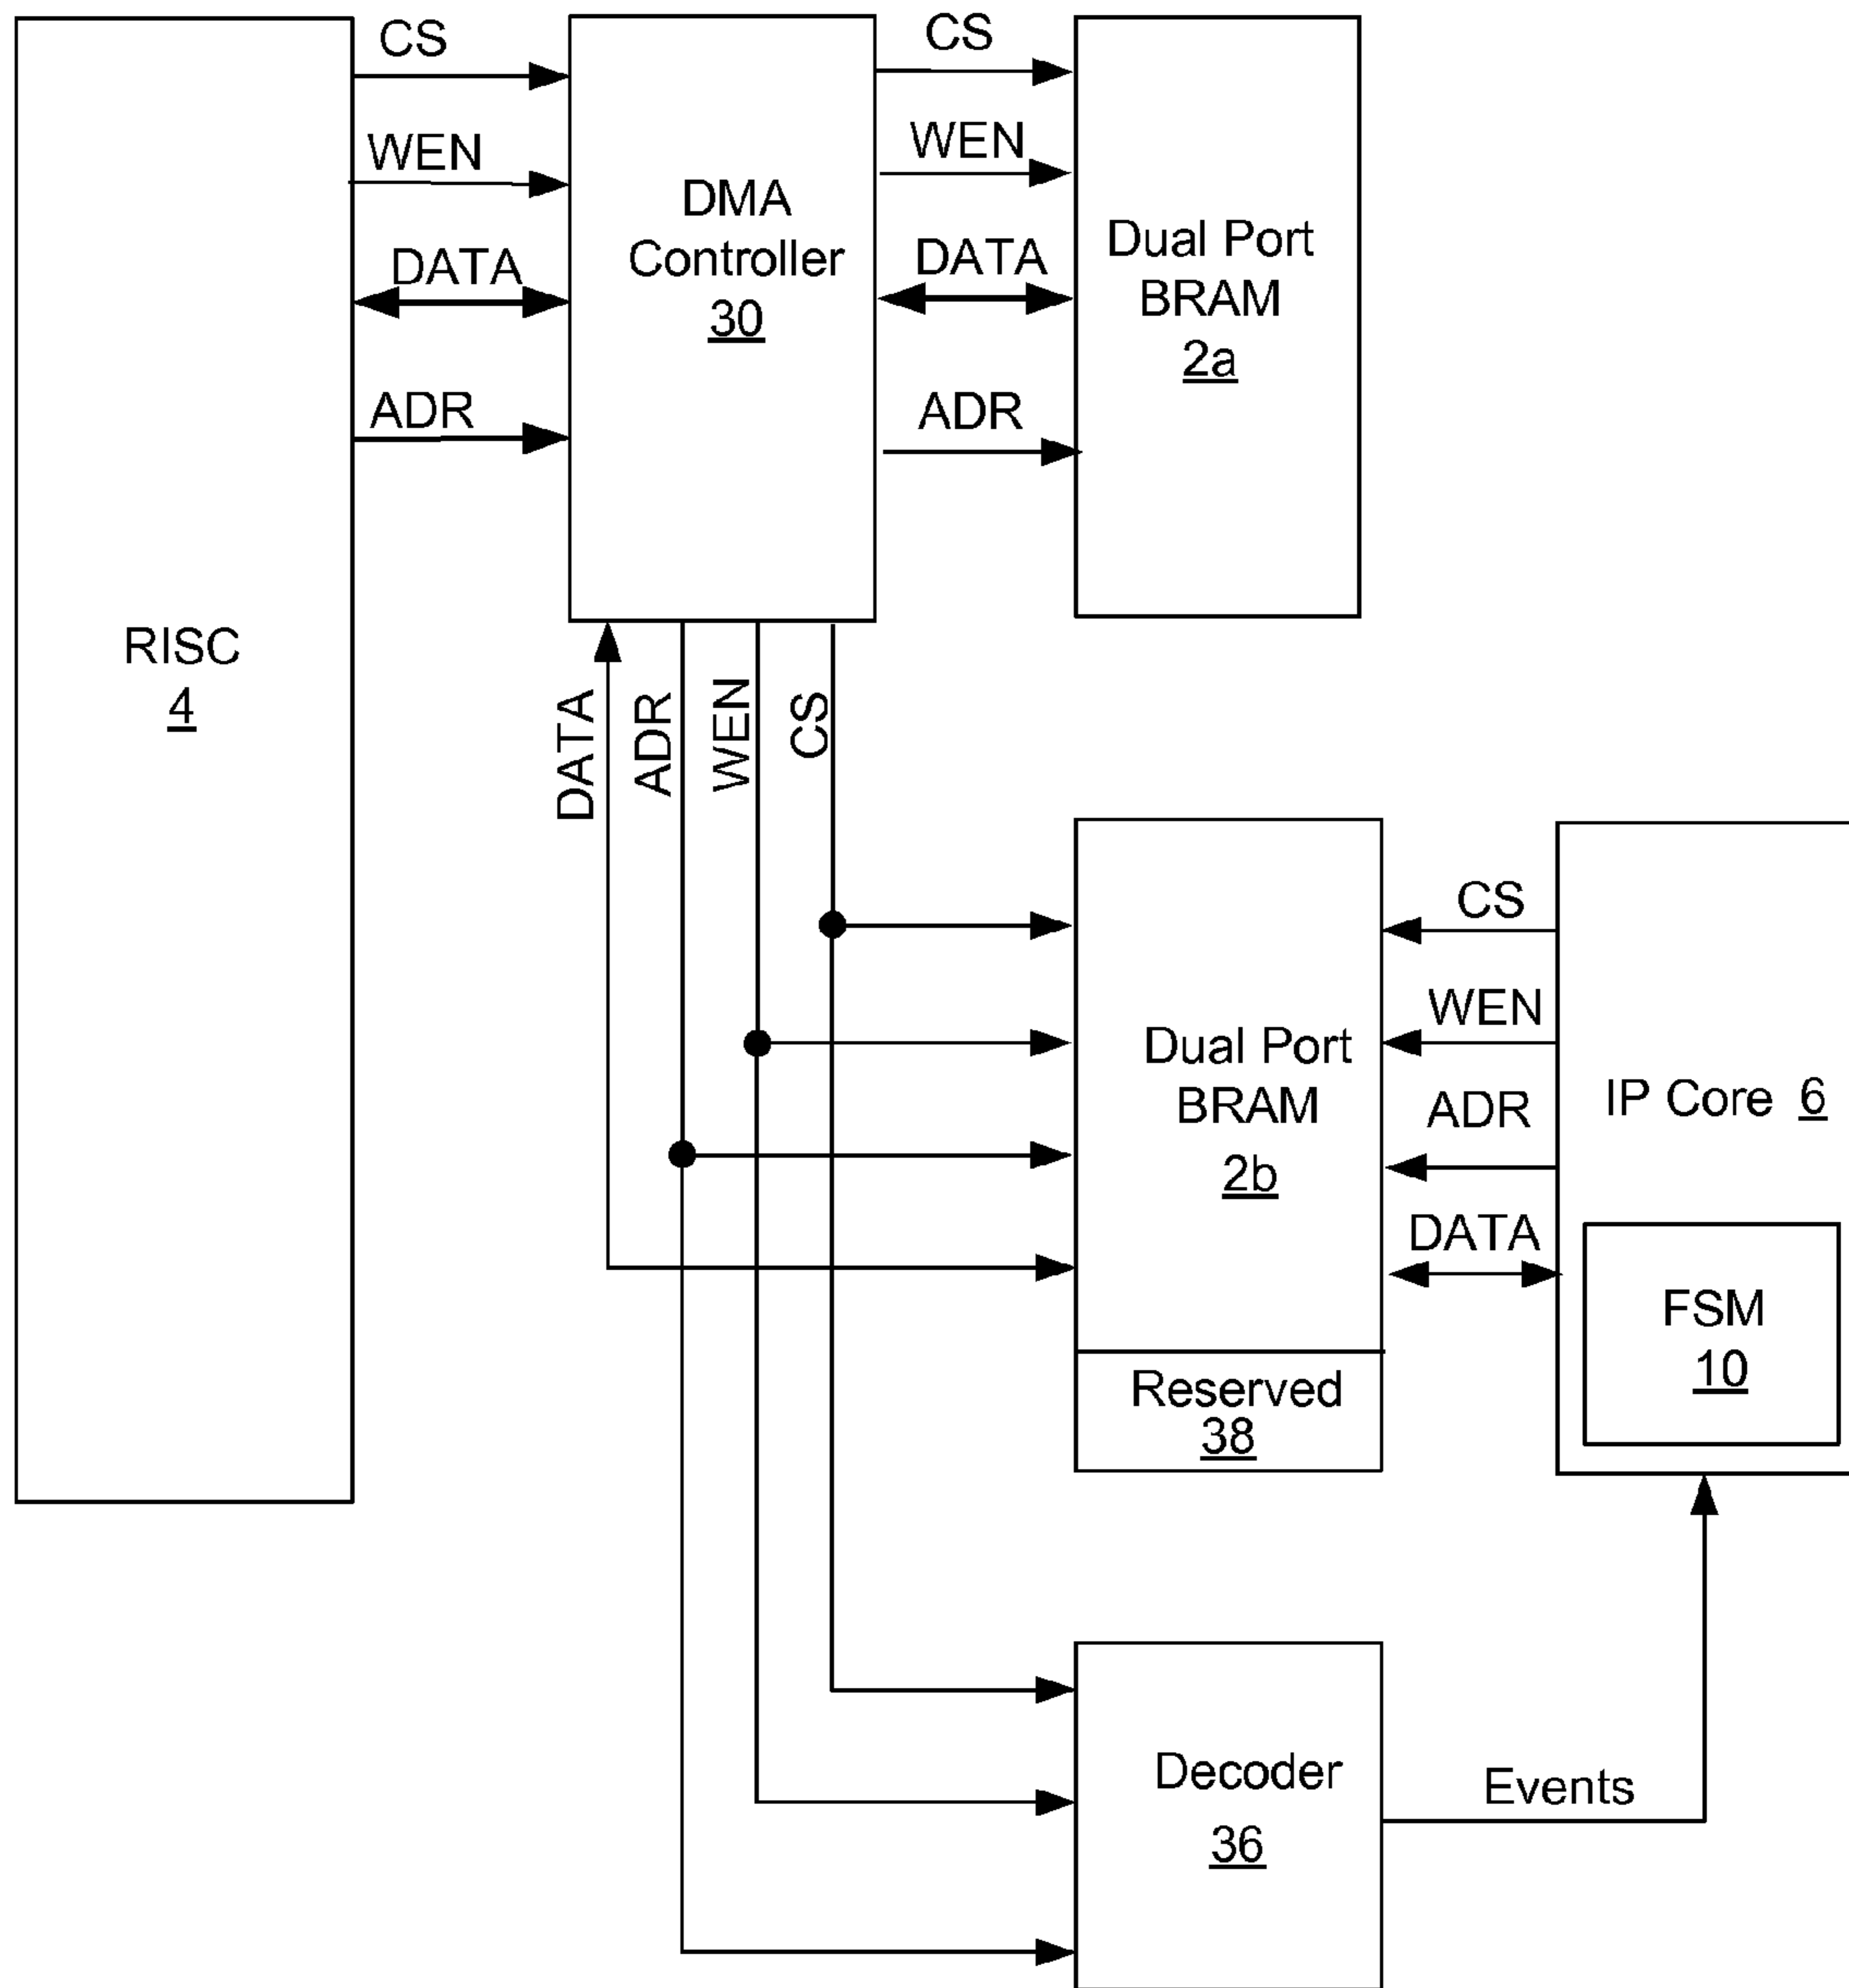 CS
WEN
DATA
ADR
RISC
4
DMA
Controller
30
CS
WEN
DATA
ADR
Dual Port
BRAM
2a
DATA
ADR
WEN
CS
Dual Port
BRAM
2b
Reserved
38
CS
WEN
ADR
DATA
IP Core 6
FSM
10
Decoder
36
Events